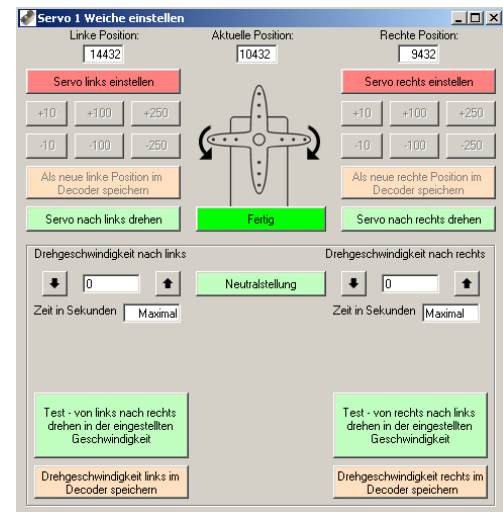 Servo 1 Weiche einstellen
Linke Position:
Aktuelle Position:
Rechte Position:
14432
10432
9432
Servo links einstellen
Servo rechts einstellen
+10
+100
+250
+10
+100
+250
-10
-100
-250
-10
-100
-250
Als neue linke Position im
Decoder speichern
Als neue rechte Position im
Decoder speichern
Servo nach links drehen
Fertig
Servo nach rechts drehen
Drehgeschwindigkeit nach links
Drehgeschwindigkeit nach rechts
0
Neutralstellung
0
Zeit in Sekunden
Maximal
Zeit in Sekunden
Maximal
Test - von links nach rechts
drehen in der eingestellten
Geschwindigkeit
Test - von rechts nach links
drehen in der eingestellten
Geschwindigkeit
Drehgeschwindigkeit links im
Decoder speichern
Drehgeschwindigkeit rechts im
Decoder speichern